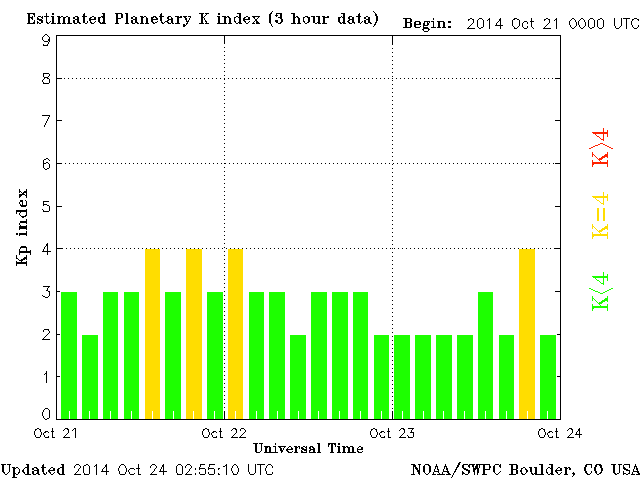 Estimated Planetary K index (3 hour data)
Begin: 2014 Oct 21 0000 UTC
9
8
7
6
5
4
3
2
1
0
Kp index
K>4
K=4
K<4
Oct 21
Oct 22
Oct 23
Oct 24
Universal Time
Updated 2014 Oct 24 02:55:10 UTC
NOAA/SWPC Boulder, CO USA